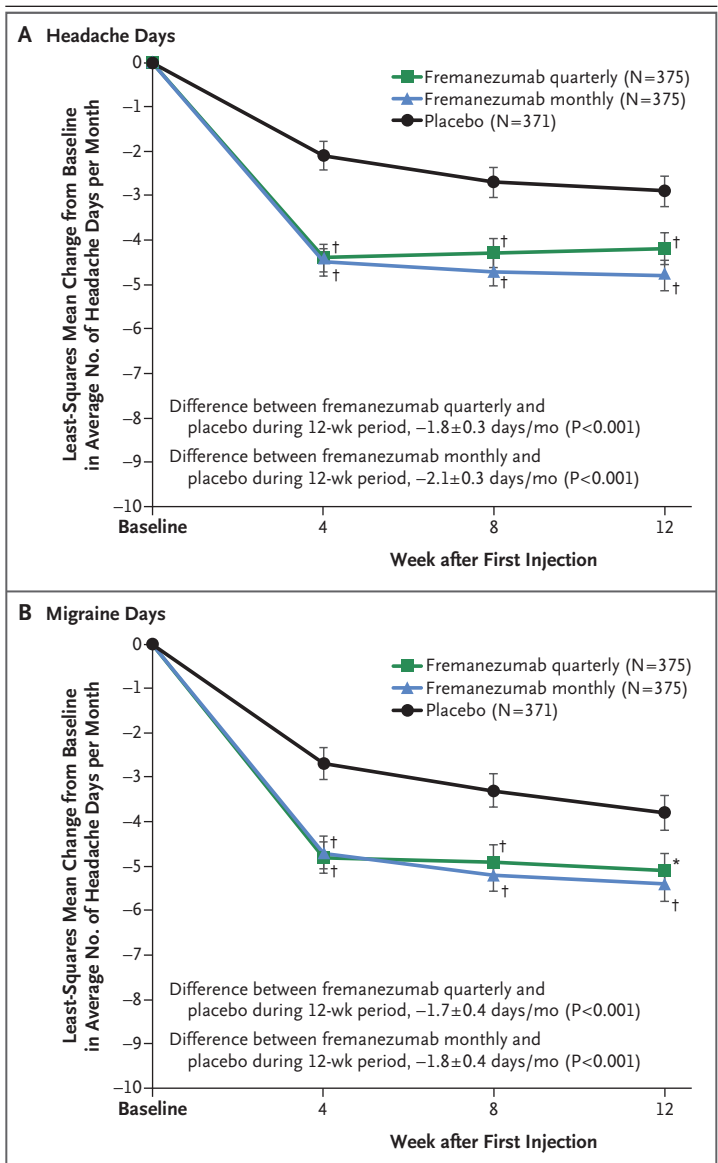 A Headache Days
Fremanezumab quarterly (N=375)
Fremanezumab monthly (N=375)
Placebo (N=371)
Least-Squares Mean Change from Baseline
in Average No. of Headache Days per Month
0
−1
−2
−3
−4
−5
−6
−7
−8
−9
−10
†
†
†
†
†
†
Difference between fremanezumab quarterly and
placebo during 12-wk period, −1.8±0.3 days/mo (P<0.001)
Difference between fremanezumab monthly and
placebo during 12-wk period, −2.1±0.3 days/mo (P<0.001)
Baseline 4 8 12
Week after First Injection
B Migraine Days
Fremanezumab quarterly (N=375)
Fremanezumab monthly (N=375)
Placebo (N=371)
Least-Squares Mean Change from Baseline
in Average No. of Headache Days per Month
0
−1
−2
−3
−4
−5
−6
−7
−8
−9
−10
†
†
†
†
*
†
Difference between fremanezumab quarterly and
placebo during 12-wk period, −1.7±0.4 days/mo (P<0.001)
Difference between fremanezumab monthly and
placebo during 12-wk period, −1.8±0.4 days/mo (P<0.001)
Baseline 4 8 12
Week after First Injection